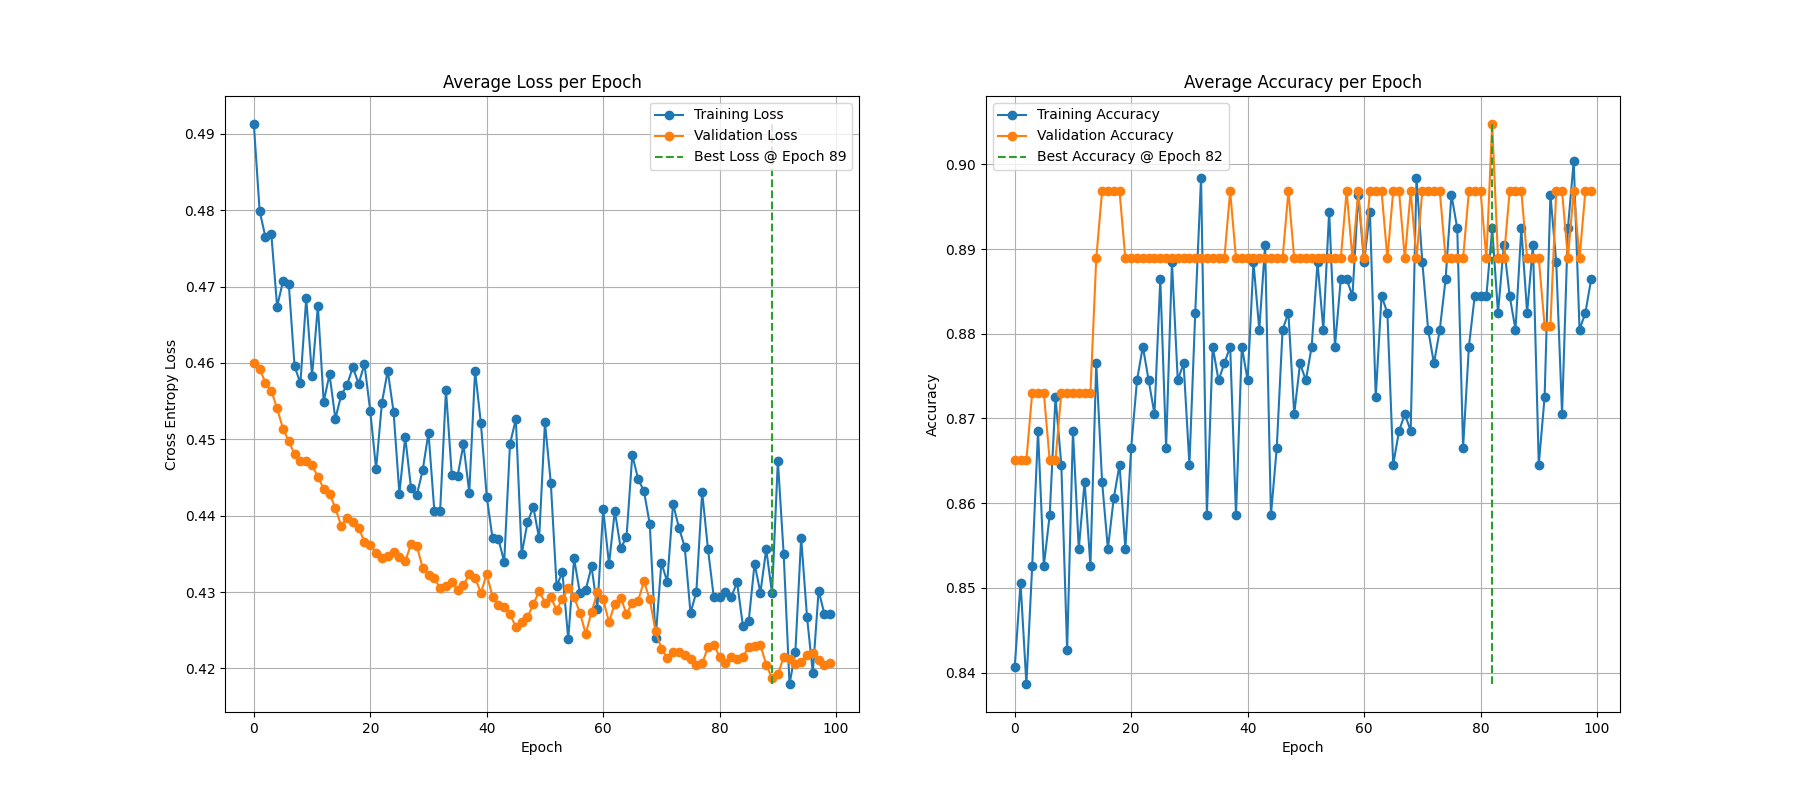 Average Loss per Epoch
Training Loss
Validation Loss
Best Loss @ Epoch 89
Cross Entropy Loss
0.49
0.48
0.47
0.46
0.45
0.44
0.43
0.42
0 20 40 60 80 100
Epoch
Average Accuracy per Epoch
Training Accuracy
Validation Accuracy
Best Accuracy @ Epoch 82
Accuracy
0.90
0.89
0.88
0.87
0.86
0.85
0.84
0 20 40 60 80 100
Epoch